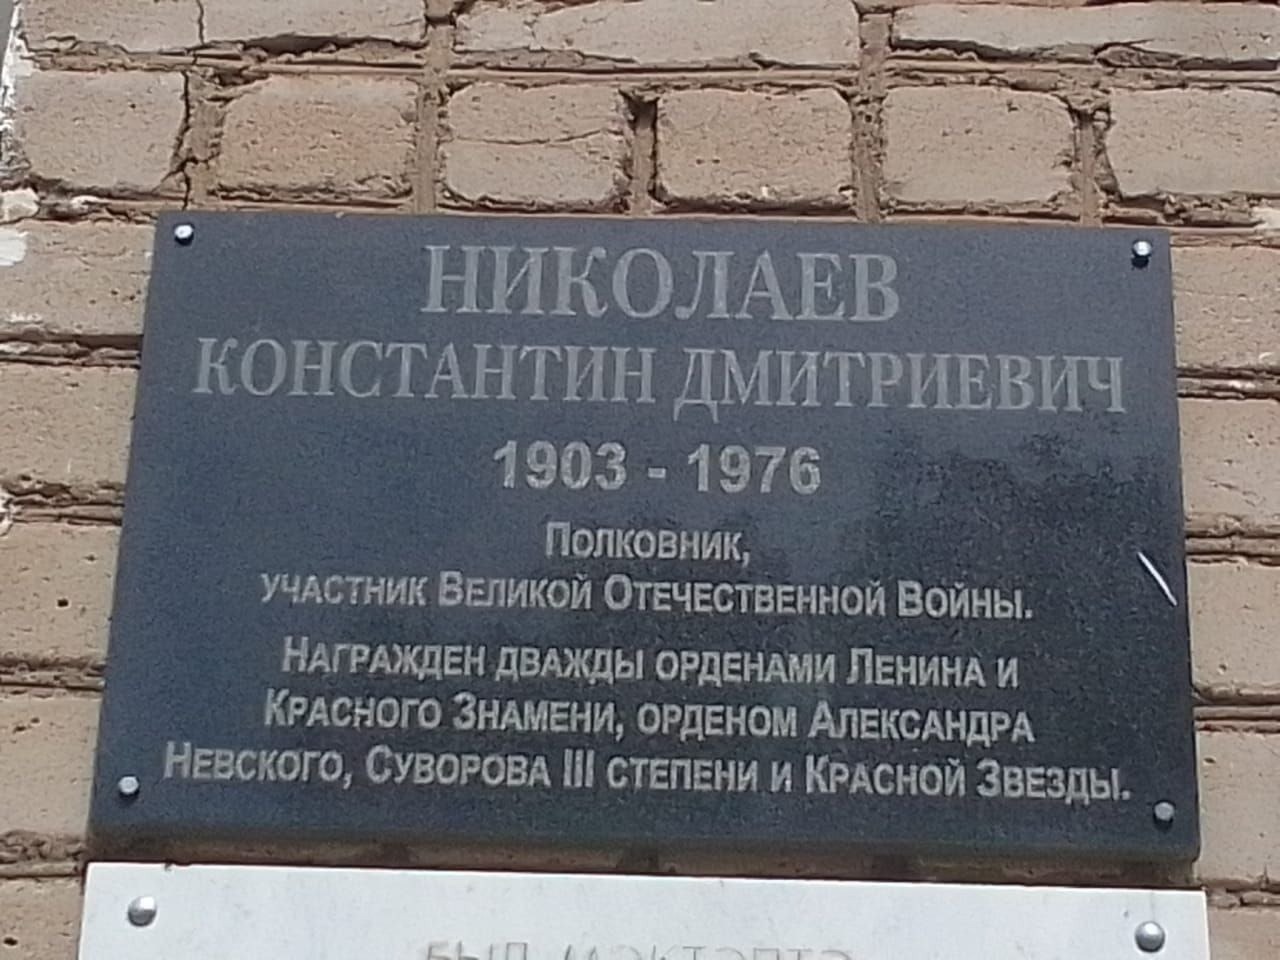 НИКОЛАЕВ
КОНСТАНТИН ДМИТРИЕВИЧ
1903 - 1976
Полковник,
участник Великой Отечественной Войны.
Награжден дважды орденами Ленина и
Красного Знамени, орденом Александра
Невского, Суворова III степени и Красной Звезды.